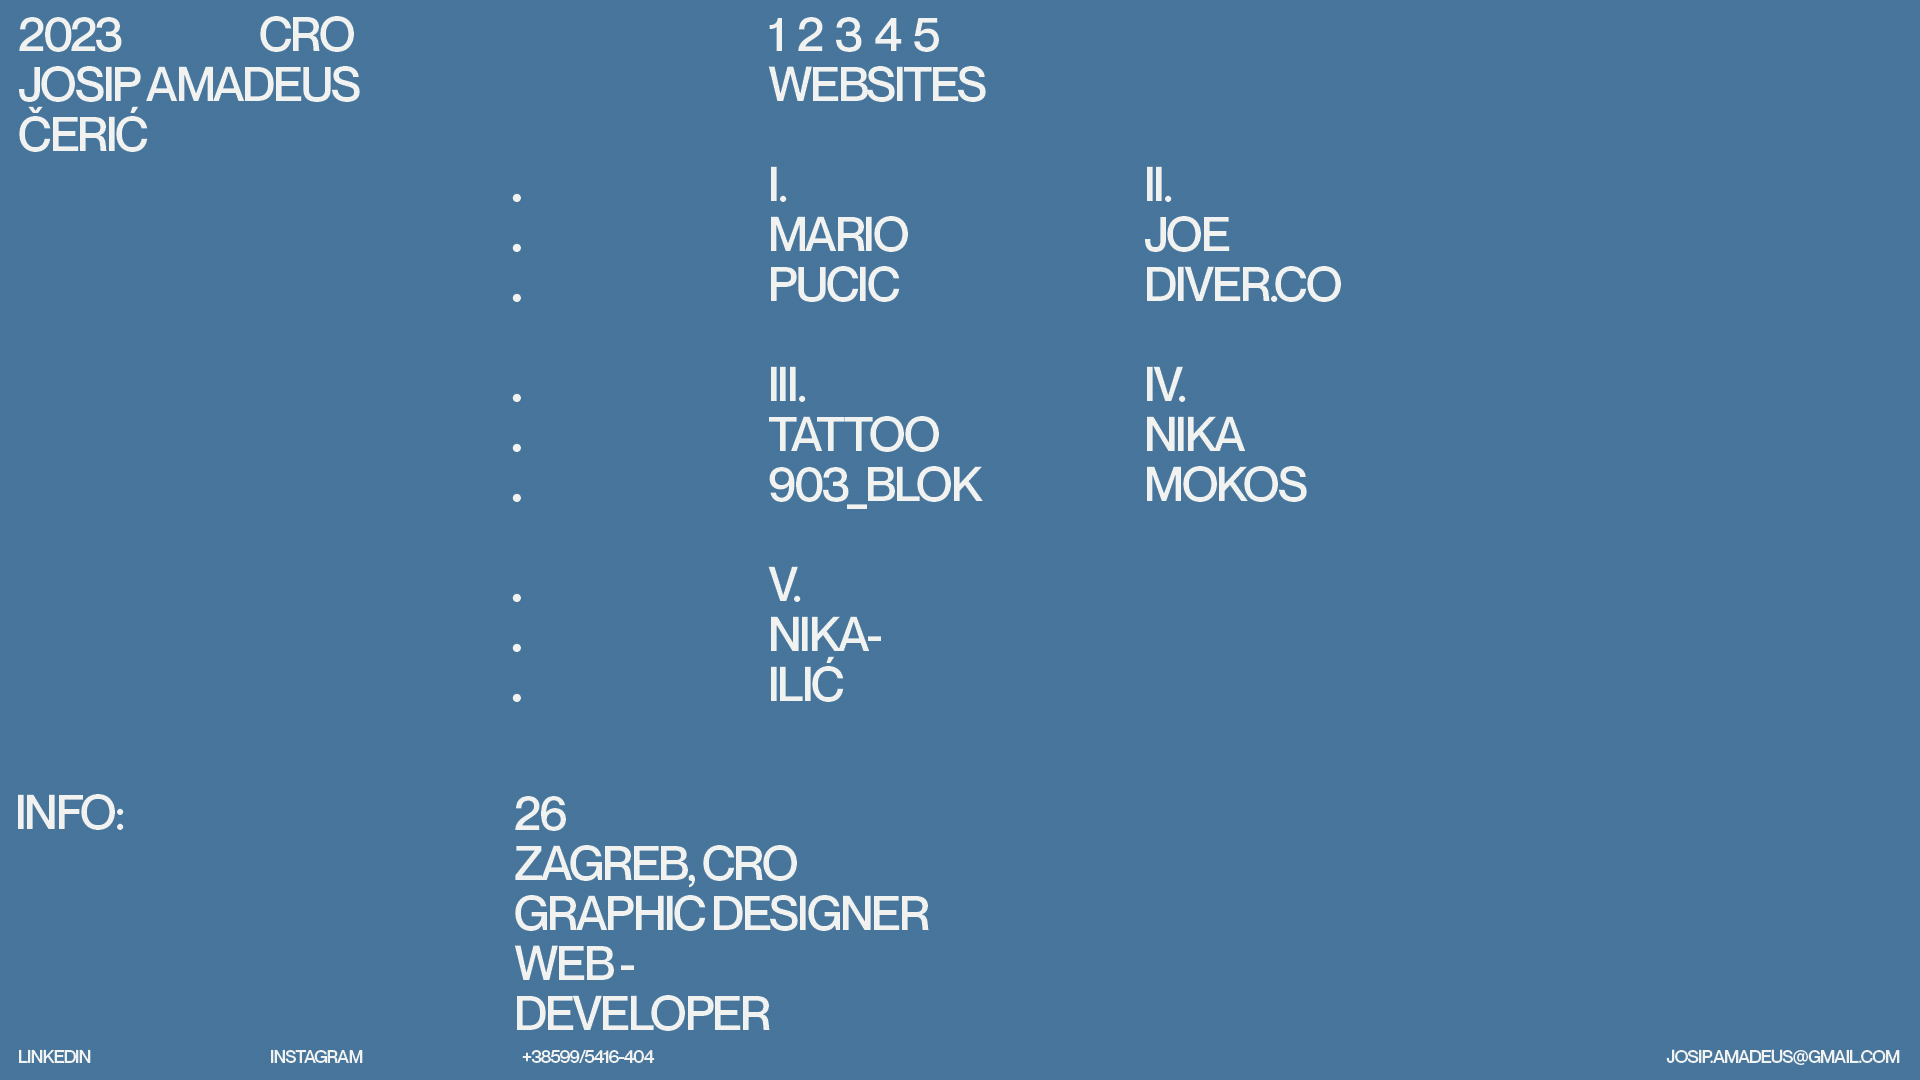 2023 CRO
JOSIP AMADEUS
ČERIĆ
1 2 3 4 5
WEBSITES
.
.
.
I.
MARIO
PUCIC
II.
JOE
DIVER.CO
.
.
.
III.
TATTOO
903_BLOK
IV.
NIKA
MOKOS
.
.
.
V.
NIKA-
ILIĆ
INFO:
26
ZAGREB, CRO
GRAPHIC DESIGNER
WEB -
DEVELOPER
LINKEDIN
INSTAGRAM
+38599/5416-404
JOSIP.AMADEUS@GMAIL.COM